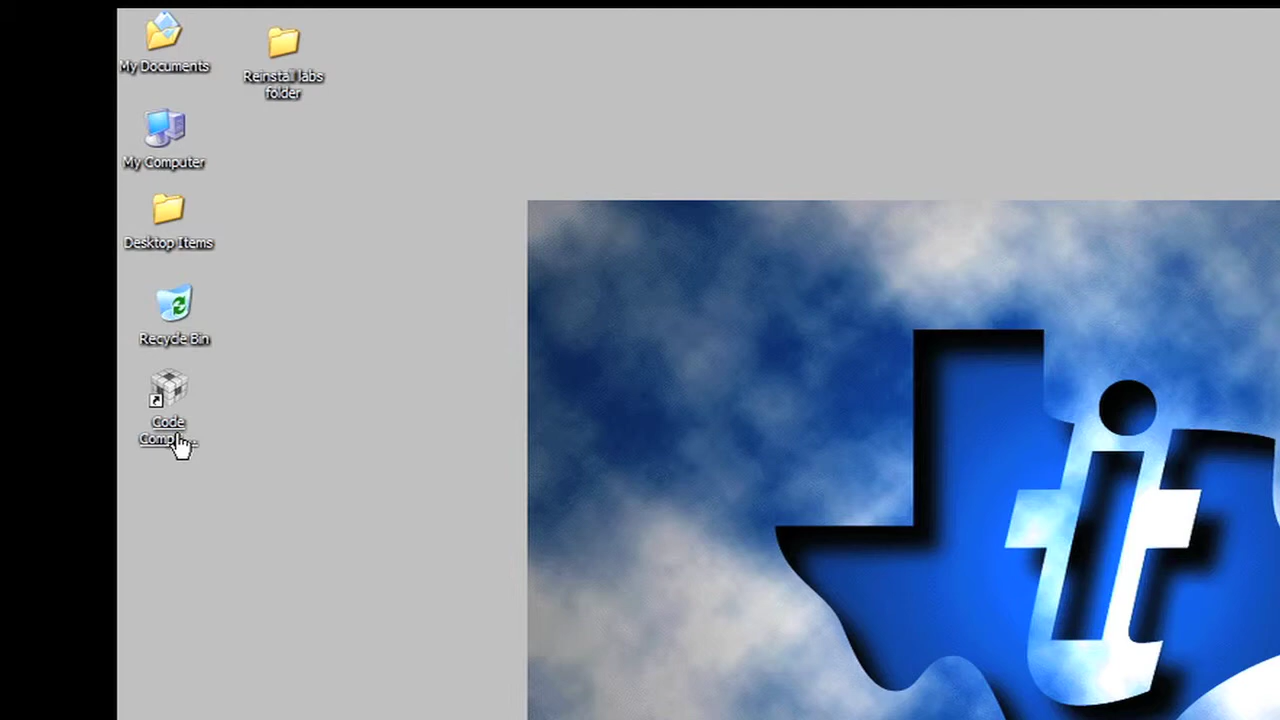 My Documents
Reinstall labs
folder
My Computer
Desktop Items
Recycle Bin
Code